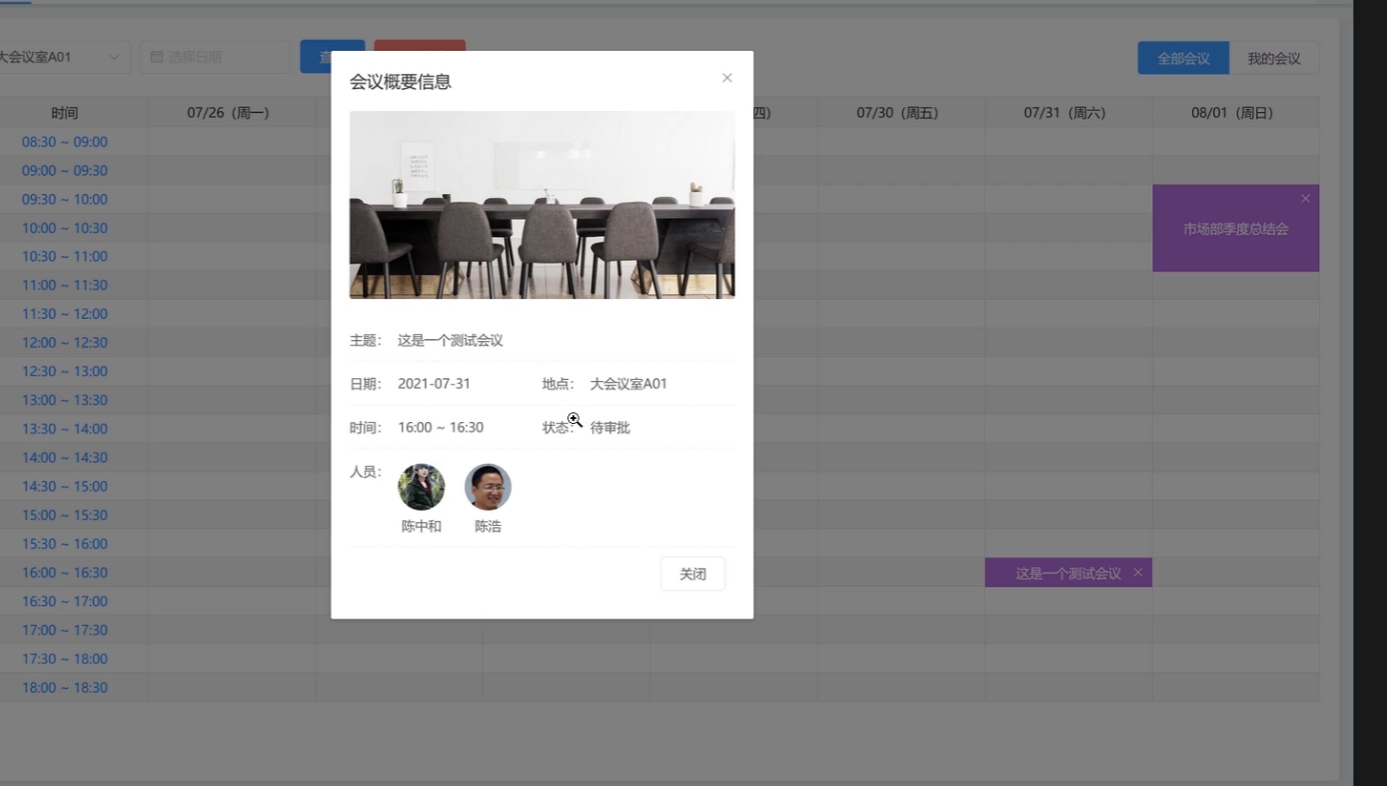 大会议室A01 选择日期 全部会议 我的会议
会议概要信息
时间 07/26（周一） 07/30（周五） 07/31（周六） 08/01（周日）
08:30 ~ 09:00
09:00 ~ 09:30
09:30 ~ 10:00
10:00 ~ 10:30
市场部季度总结会
10:30 ~ 11:00
11:00 ~ 11:30
11:30 ~ 12:00
12:00 ~ 12:30
12:30 ~ 13:00
13:00 ~ 13:30
13:30 ~ 14:00
14:00 ~ 14:30
14:30 ~ 15:00
15:00 ~ 15:30
15:30 ~ 16:00
16:00 ~ 16:30
16:30 ~ 17:00
17:00 ~ 17:30
17:30 ~ 18:00
18:00 ~ 18:30
主题： 这是一个测试会议
日期： 2021-07-31 地点： 大会议室A01
时间： 16:00 ~ 16:30 状态： 待审批
人员：
陈中和 陈浩
关闭
这是一个测试会议